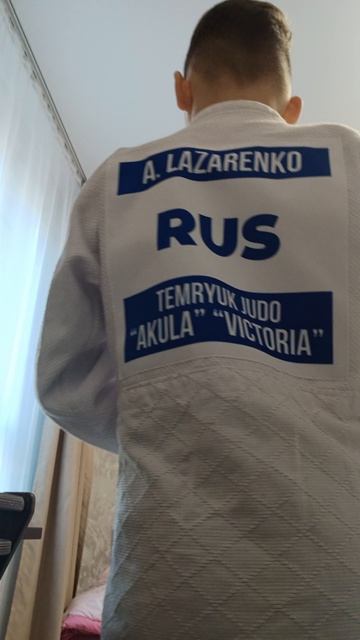 A. LAZARENKO
RUS
TEMRYUK JUDO
"AKULA" "VICTORIA"